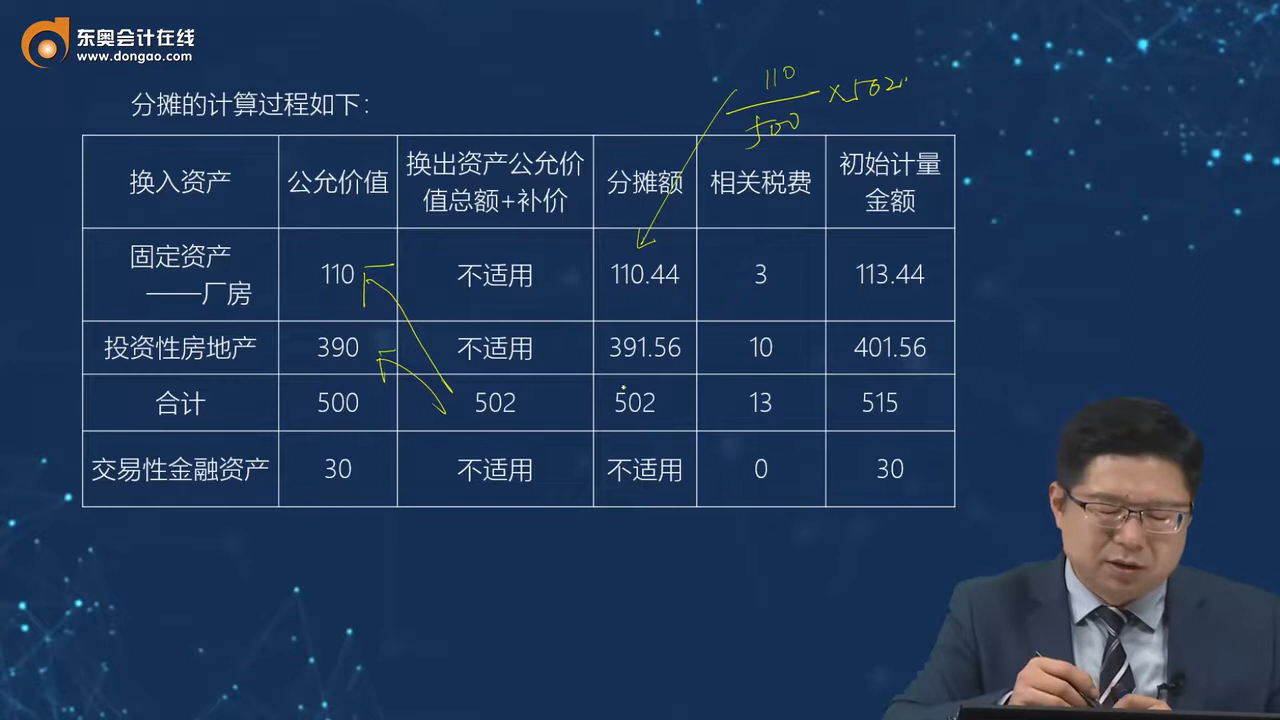 东奥会计在线
www.dongao.com
分摊的计算过程如下：
110
500
×502
换入资产
公允价值
换出资产公允价
值总额+补价
分摊额
相关税费
初始计量
金额
固定资产
——厂房
110
不适用
110.44
3
113.44
投资性房地产
390
不适用
391.56
10
401.56
合计
500
502
502
13
515
交易性金融资产
30
不适用
不适用
0
30